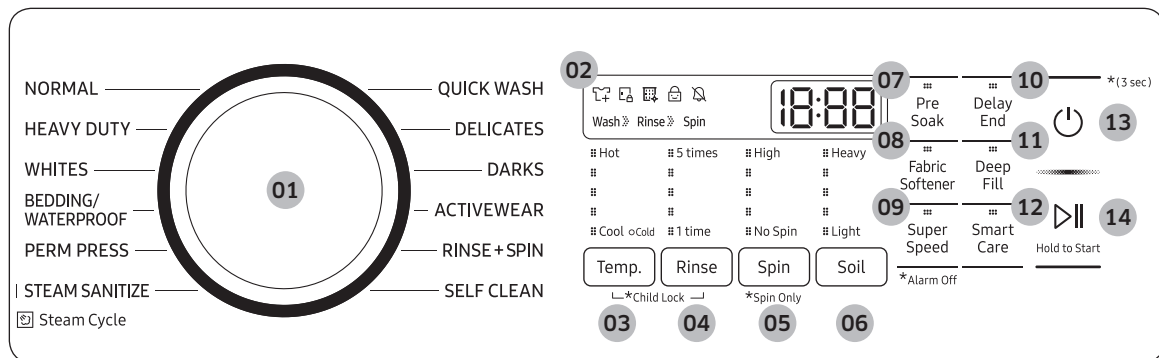 NORMAL
HEAVY DUTY
WHITES
BEDDING/
WATERPROOF
PERM PRESS
STEAM SANITIZE
Steam Cycle
01
QUICK WASH
DELICATES
DARKS
ACTIVEWEAR
RINSE+SPIN
SELF CLEAN
02
Wash Rinse Spin
18:88
Hot 5 times High Heavy
Cool Cold 1 time No Spin Light
Temp. Rinse Spin Soil
*Child Lock *Spin Only
03 04 05 06
07
Pre
Soak
08
Fabric
Softener
09
Super
Speed
*Alarm Off
10
Delay
End
11
Deep
Fill
12
Smart
Care
*(3 sec)
13
14
Hold to Start